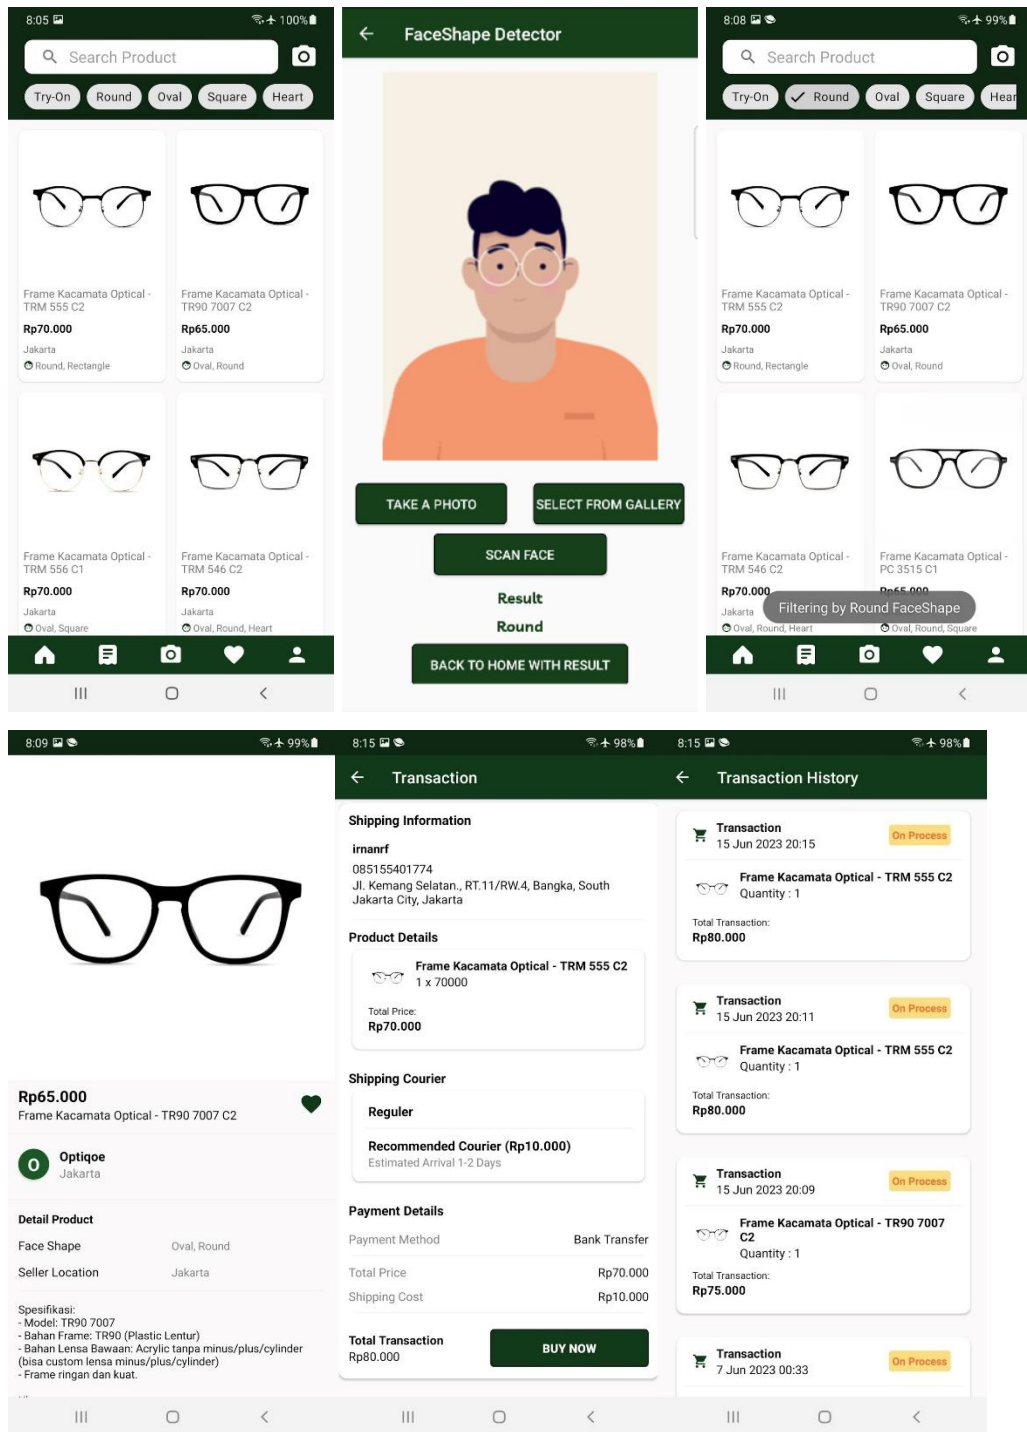 8:05
100%
Search Product
Try-On
Round
Oval
Square
Heart
Frame Kacamata Optical -
TRM 555 C2
Rp70.000
Jakarta
Round, Rectangle
Frame Kacamata Optical -
TR90 7007 C2
Rp65.000
Jakarta
Oval, Round
Frame Kacamata Optical -
TRM 556 C1
Rp70.000
Jakarta
Oval, Square
Frame Kacamata Optical -
TRM 546 C2
Rp70.000
Jakarta
Oval, Round, Heart
FaceShape Detector
TAKE A PHOTO
SELECT FROM GALLERY
SCAN FACE
Result
Round
BACK TO HOME WITH RESULT
8:08
99%
Search Product
Try-On
Round
Oval
Square
Hear
Frame Kacamata Optical -
TRM 555 C2
Rp70.000
Jakarta
Round, Rectangle
Frame Kacamata Optical -
TR90 7007 C2
Rp65.000
Jakarta
Oval, Round
Frame Kacamata Optical -
TRM 546 C2
Rp70.000
Jakarta
Oval, Round, Heart
Frame Kacamata Optical -
PC 3515 C1
Rp65.000
Filtering by Round FaceShape
Oval, Round, Square
8:09
99%
Rp65.000
Frame Kacamata Optical - TR90 7007 C2
O
Optiqoe
Jakarta
Detail Product
Face Shape Oval, Round
Seller Location Jakarta
Spesifikasi:
- Model: TR90 7007
- Bahan Frame: TR90 (Plastic Lentur)
- Bahan Lensa Bawaan: Acrylic tanpa minus/plus/cylinder
(bisa custom lensa minus/plus/cylinder)
- Frame ringan dan kuat.
8:15
98%
Transaction
Shipping Information
irnanrf
085155401774
Jl. Kemang Selatan., RT.11/RW.4, Bangka, South
Jakarta City, Jakarta
Product Details
Frame Kacamata Optical - TRM 555 C2
1 x 70000
Total Price:
Rp70.000
Shipping Courier
Reguler
Recommended Courier (Rp10.000)
Estimated Arrival 1-2 Days
Payment Details
Payment Method Bank Transfer
Total Price Rp70.000
Shipping Cost Rp10.000
Total Transaction
Rp80.000
BUY NOW
8:15
98%
Transaction History
Transaction
15 Jun 2023 20:15
On Process
Frame Kacamata Optical - TRM 555 C2
Quantity : 1
Total Transaction:
Rp80.000
Transaction
15 Jun 2023 20:11
On Process
Frame Kacamata Optical - TRM 555 C2
Quantity : 1
Total Transaction:
Rp80.000
Transaction
15 Jun 2023 20:09
On Process
Frame Kacamata Optical - TR90 7007
C2
Quantity : 1
Total Transaction:
Rp75.000
Transaction
7 Jun 2023 00:33
On Process